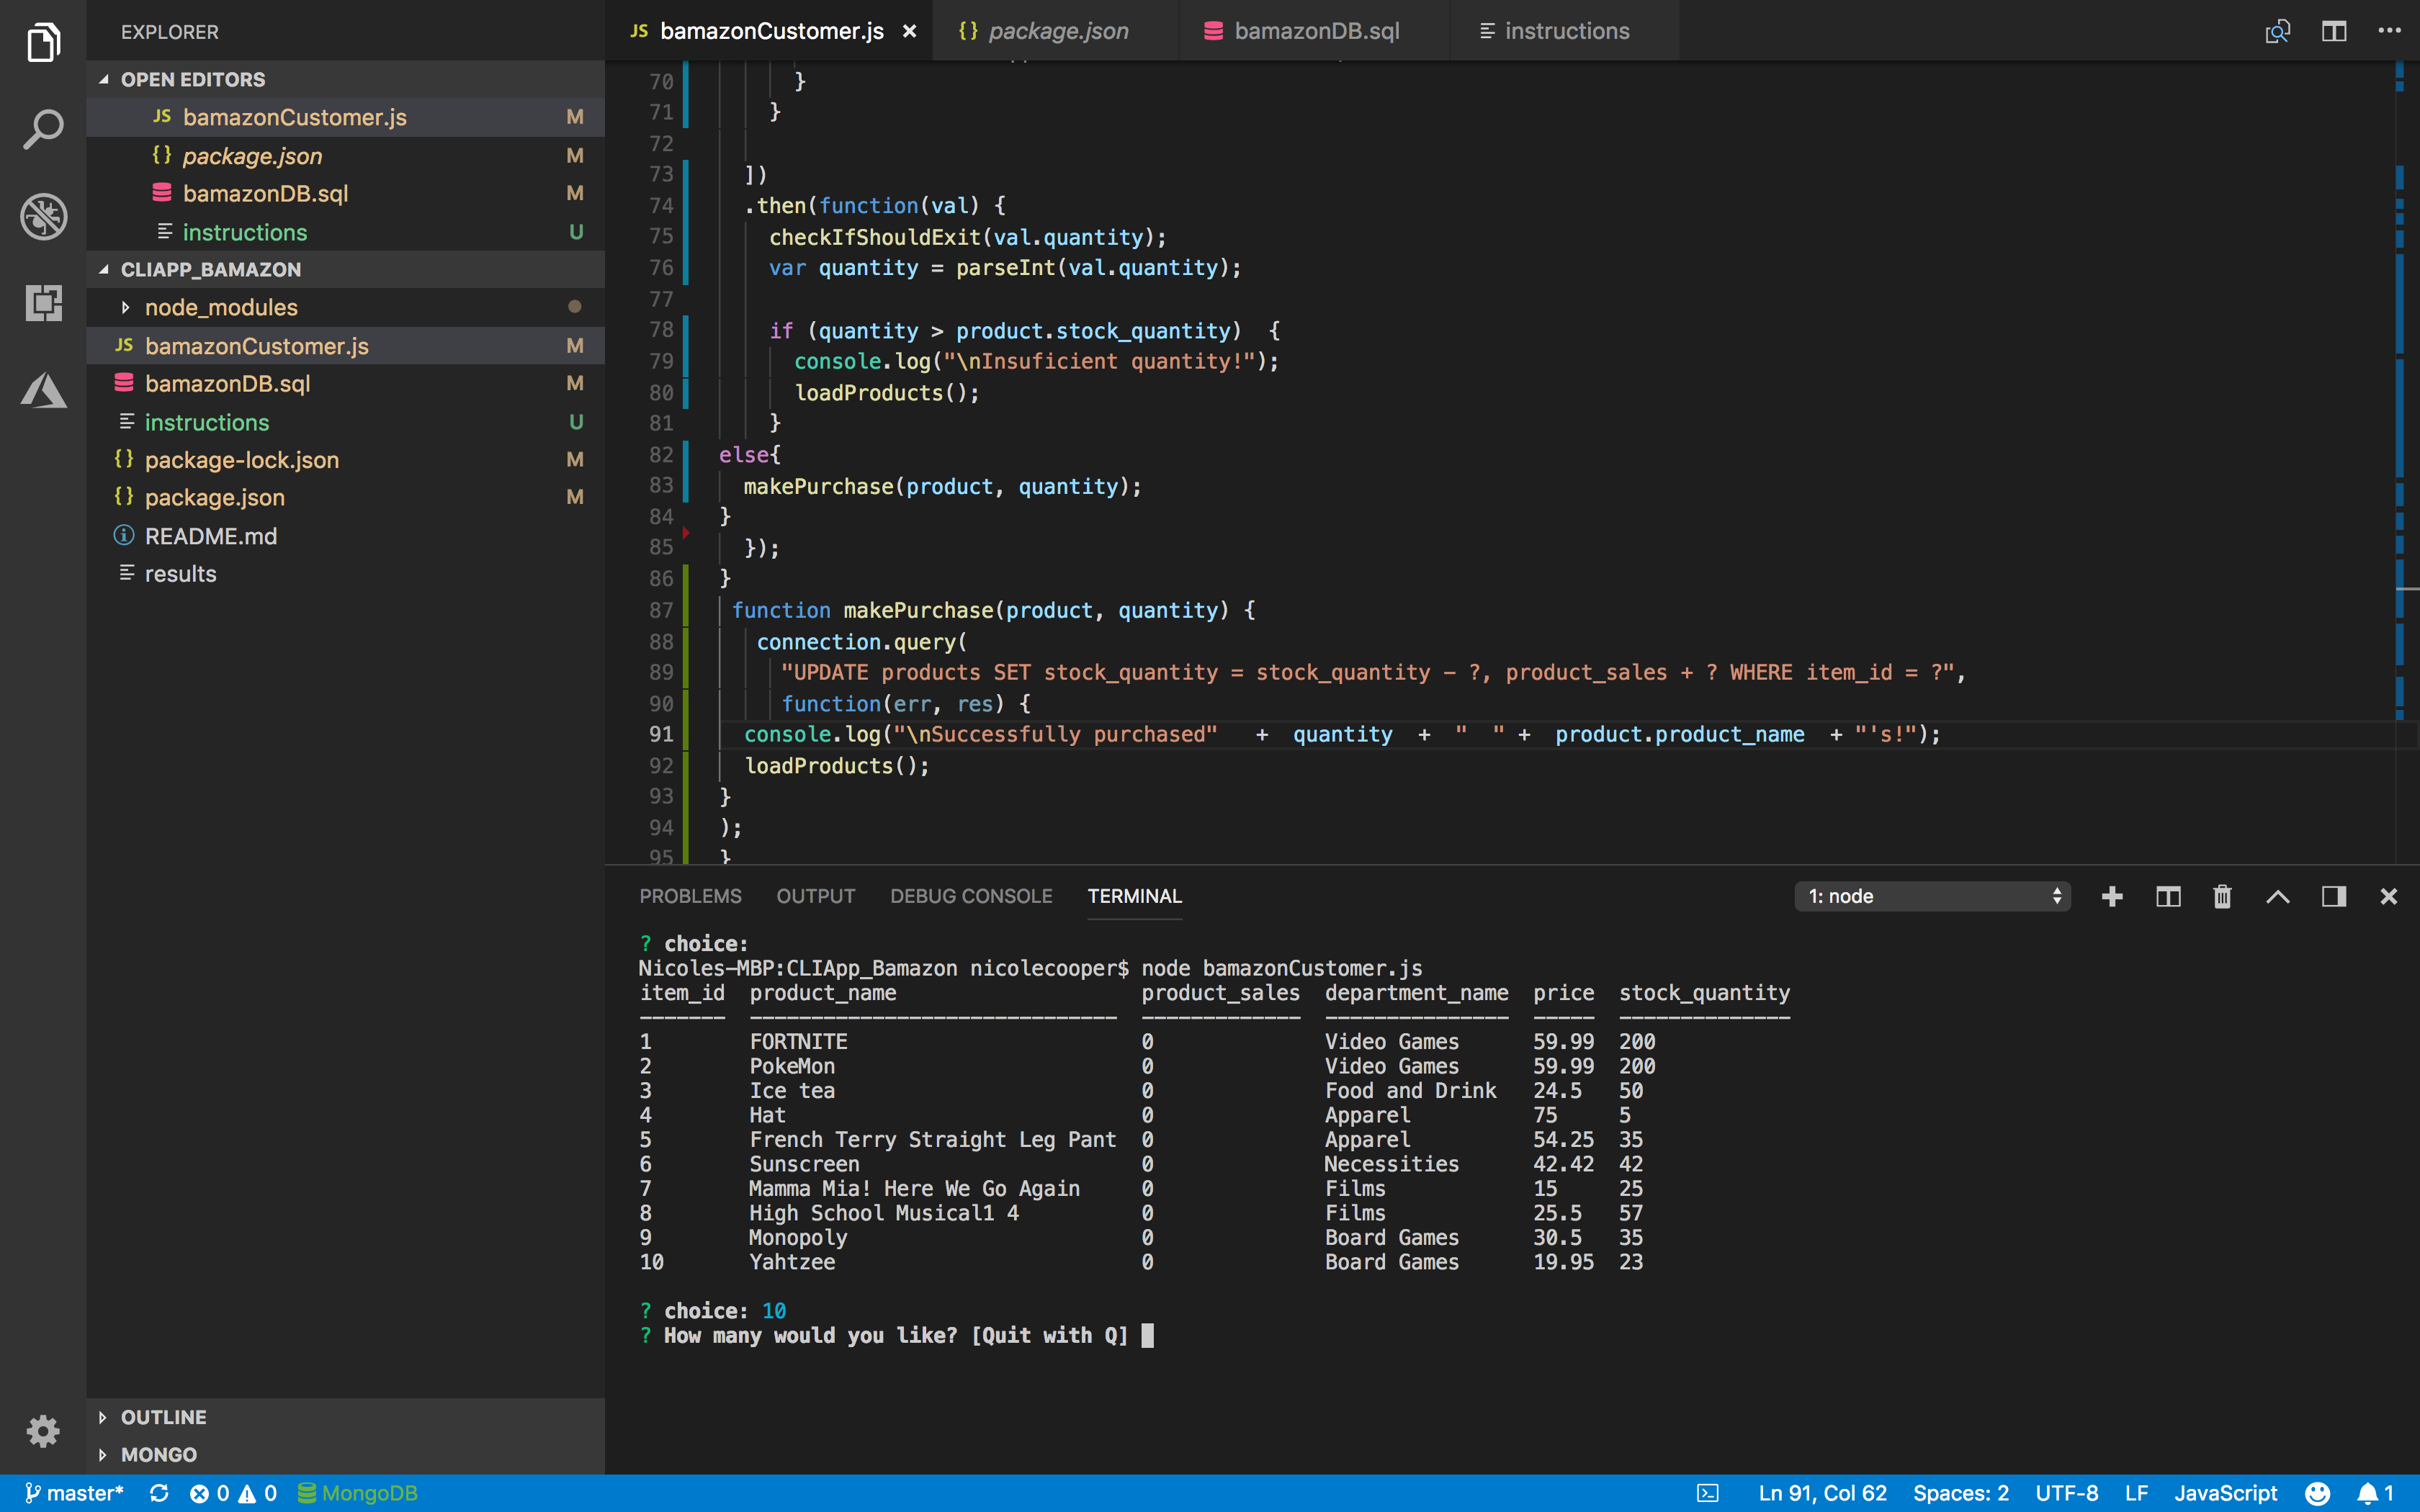 EXPLORER
OPEN EDITORS
JS bamazonCustomer.js M
{} package.json M
bamazonDB.sql M
instructions U
CLIAPP_BAMAZON
node_modules
JS bamazonCustomer.js M
bamazonDB.sql M
instructions U
{} package-lock.json M
{} package.json M
README.md
results
OUTLINE
MONGO
JS bamazonCustomer.js × {} package.json bamazonDB.sql instructions
70 }
71 }
72
73 ])
74 .then(function(val) {
75 checkIfShouldExit(val.quantity);
76 var quantity = parseInt(val.quantity);
77
78 if (quantity > product.stock_quantity)  {
79 console.log("\nInsuficient quantity!");
80 loadProducts();
81 }
82 else{
83 makePurchase(product, quantity);
84 }
85 });
86 }
87 function makePurchase(product, quantity) {
88 connection.query(
89 "UPDATE products SET stock_quantity = stock_quantity - ?, product_sales + ? WHERE item_id = ?",
90 function(err, res) {
91 console.log("\nSuccessfully purchased"   +  quantity  +  "  " +  product.product_name  + "'s!");
92 loadProducts();
93 }
94 );
95 }
PROBLEMS OUTPUT DEBUG CONSOLE TERMINAL 1: node
? choice:
Nicoles-MBP:CLIApp_Bamazon nicolecooper$ node bamazonCustomer.js
item_id product_name product_sales department_name price stock_quantity
------- ------------------------------ ------------- --------------- ----- --------------
1 FORTNITE 0 Video Games 59.99 200
2 PokeMon 0 Video Games 59.99 200
3 Ice tea 0 Food and Drink 24.5 50
4 Hat 0 Apparel 75 5
5 French Terry Straight Leg Pant 0 Apparel 54.25 35
6 Sunscreen 0 Necessities 42.42 42
7 Mamma Mia! Here We Go Again 0 Films 15 25
8 High School Musical1 4 0 Films 25.5 57
9 Monopoly 0 Board Games 30.5 35
10 Yahtzee 0 Board Games 19.95 23
? choice: 10
? How many would you like? [Quit with Q]
master* 0 0 MongoDB Ln 91, Col 62 Spaces: 2 UTF-8 LF JavaScript 1